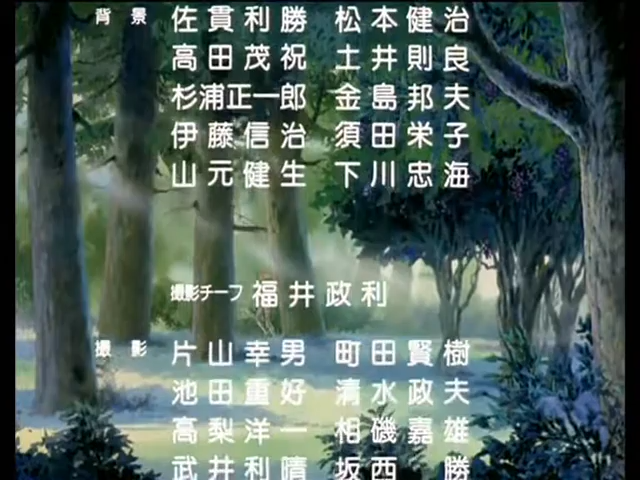 背景 佐貫利勝 松本健治
高田茂祝 土井則良
杉浦正一郎 金島邦夫
伊藤信治 須田栄子
山元健生 下川忠海
撮影チーフ 福井政利
撮影 片山幸男 町田賢樹
池田重好 清水政夫
高梨洋一 相磯嘉雄
武井利晴 坂西勝